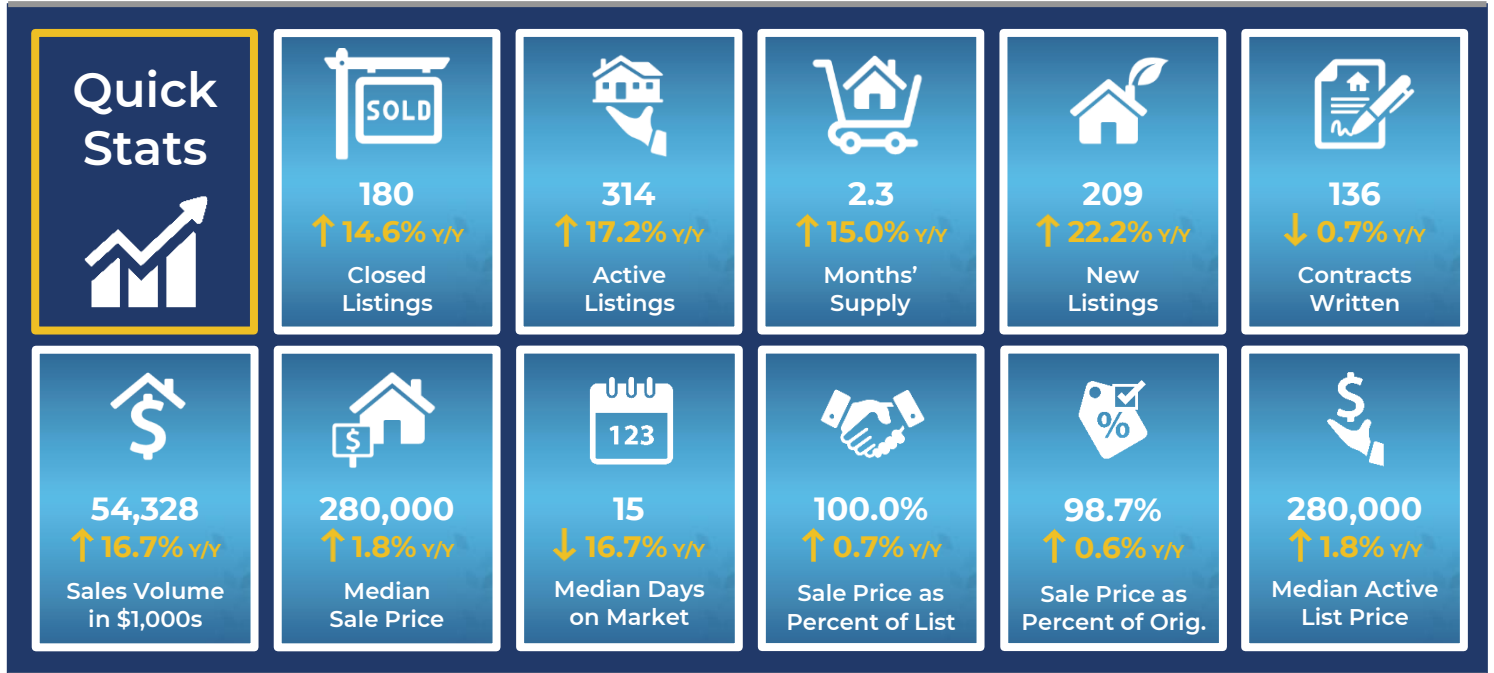 Quick
Stats
SOLD
180
↑ 14.6% Y/Y
Closed
Listings
314
↑ 17.2% Y/Y
Active
Listings
2.3
↑ 15.0% Y/Y
Months’
Supply
209
↑ 22.2% Y/Y
New
Listings
136
↓ 0.7% Y/Y
Contracts
Written
$
54,328
↑ 16.7% Y/Y
Sales Volume
in $1,000s
$
280,000
↑ 1.8% Y/Y
Median
Sale Price
123
15
↓ 16.7% Y/Y
Median Days
on Market
100.0%
↑ 0.7% Y/Y
Sale Price as
Percent of List
%
98.7%
↑ 0.6% Y/Y
Sale Price as
Percent of Orig.
$
280,000
↑ 1.8% Y/Y
Median Active
List Price